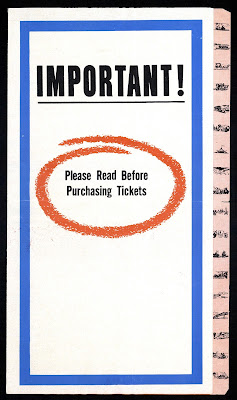 IMPORTANT!
Please Read Before
Purchasing Tickets